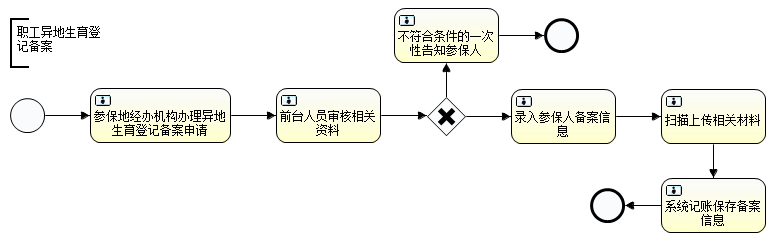 职工异地生育登
记备案
不符合条件的一次
性告知参保人
参保地经办机构办理异地
生育登记备案申请
前台人员审核相关
资料
录入参保人备案信
息
扫描上传相关材料
系统记账保存备案
信息